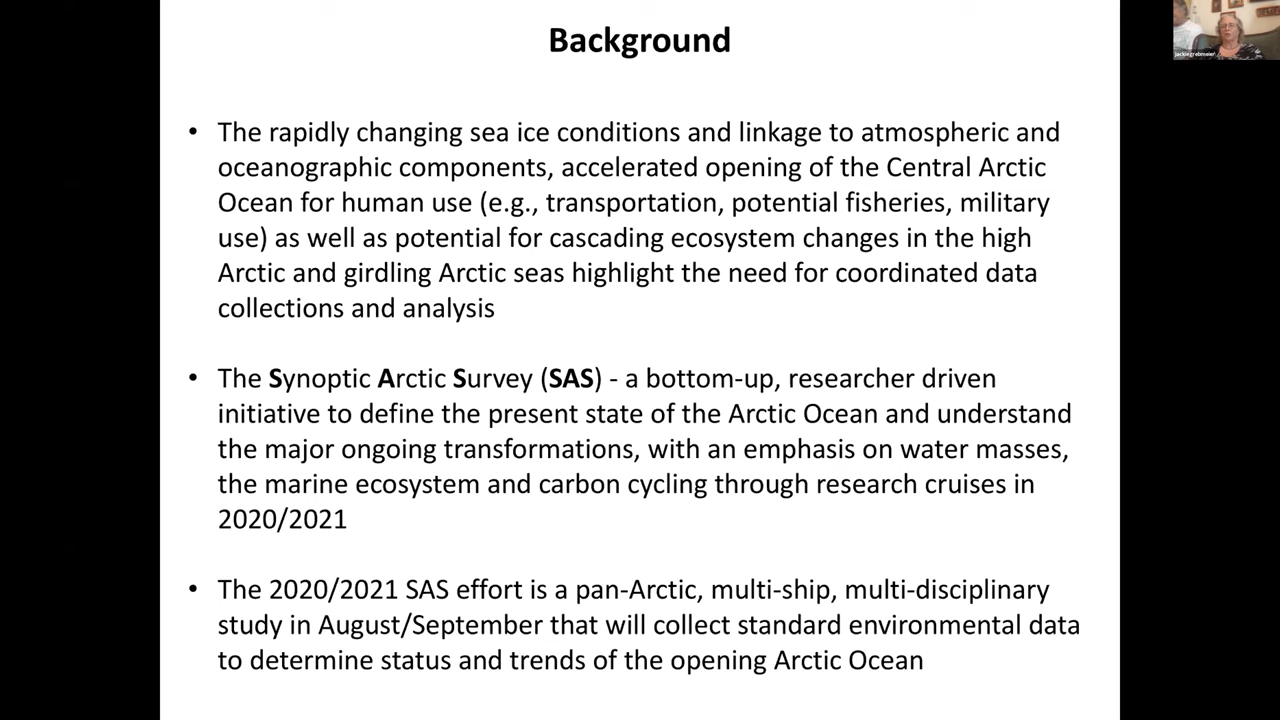 Background
jackiegrebmeier
• The rapidly changing sea ice conditions and linkage to atmospheric and
oceanographic components, accelerated opening of the Central Arctic
Ocean for human use (e.g., transportation, potential fisheries, military
use) as well as potential for cascading ecosystem changes in the high
Arctic and girdling Arctic seas highlight the need for coordinated data
collections and analysis
• The Synoptic Arctic Survey (SAS) - a bottom-up, researcher driven
initiative to define the present state of the Arctic Ocean and understand
the major ongoing transformations, with an emphasis on water masses,
the marine ecosystem and carbon cycling through research cruises in
2020/2021
• The 2020/2021 SAS effort is a pan-Arctic, multi-ship, multi-disciplinary
study in August/September that will collect standard environmental data
to determine status and trends of the opening Arctic Ocean